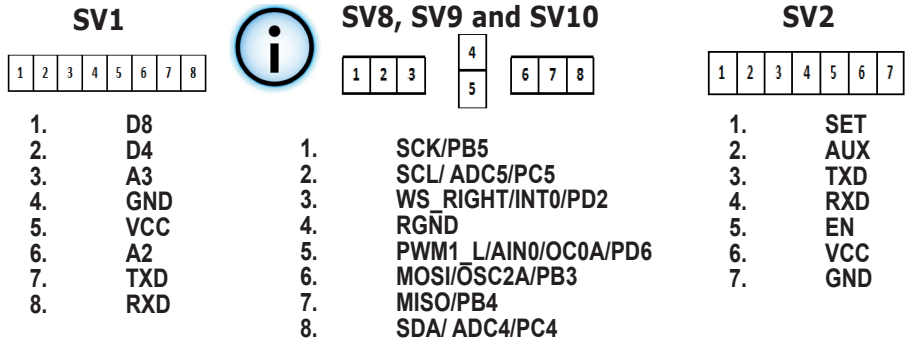 SV1
1 2 3 4 5 6 7 8
1. D8
2. D4
3. A3
4. GND
5. VCC
6. A2
7. TXD
8. RXD
i
SV8, SV9 and SV10
1 2 3
4
5
6 7 8
1. SCK/PB5
2. SCL/ ADC5/PC5
3. WS_RIGHT/INT0/PD2
4. RGND
5. PWM1_L/AIN0/OC0A/PD6
6. MOSI/OSC2A/PB3
7. MISO/PB4
8. SDA/ ADC4/PC4
SV2
1 2 3 4 5 6 7
1. SET
2. AUX
3. TXD
4. RXD
5. EN
6. VCC
7. GND